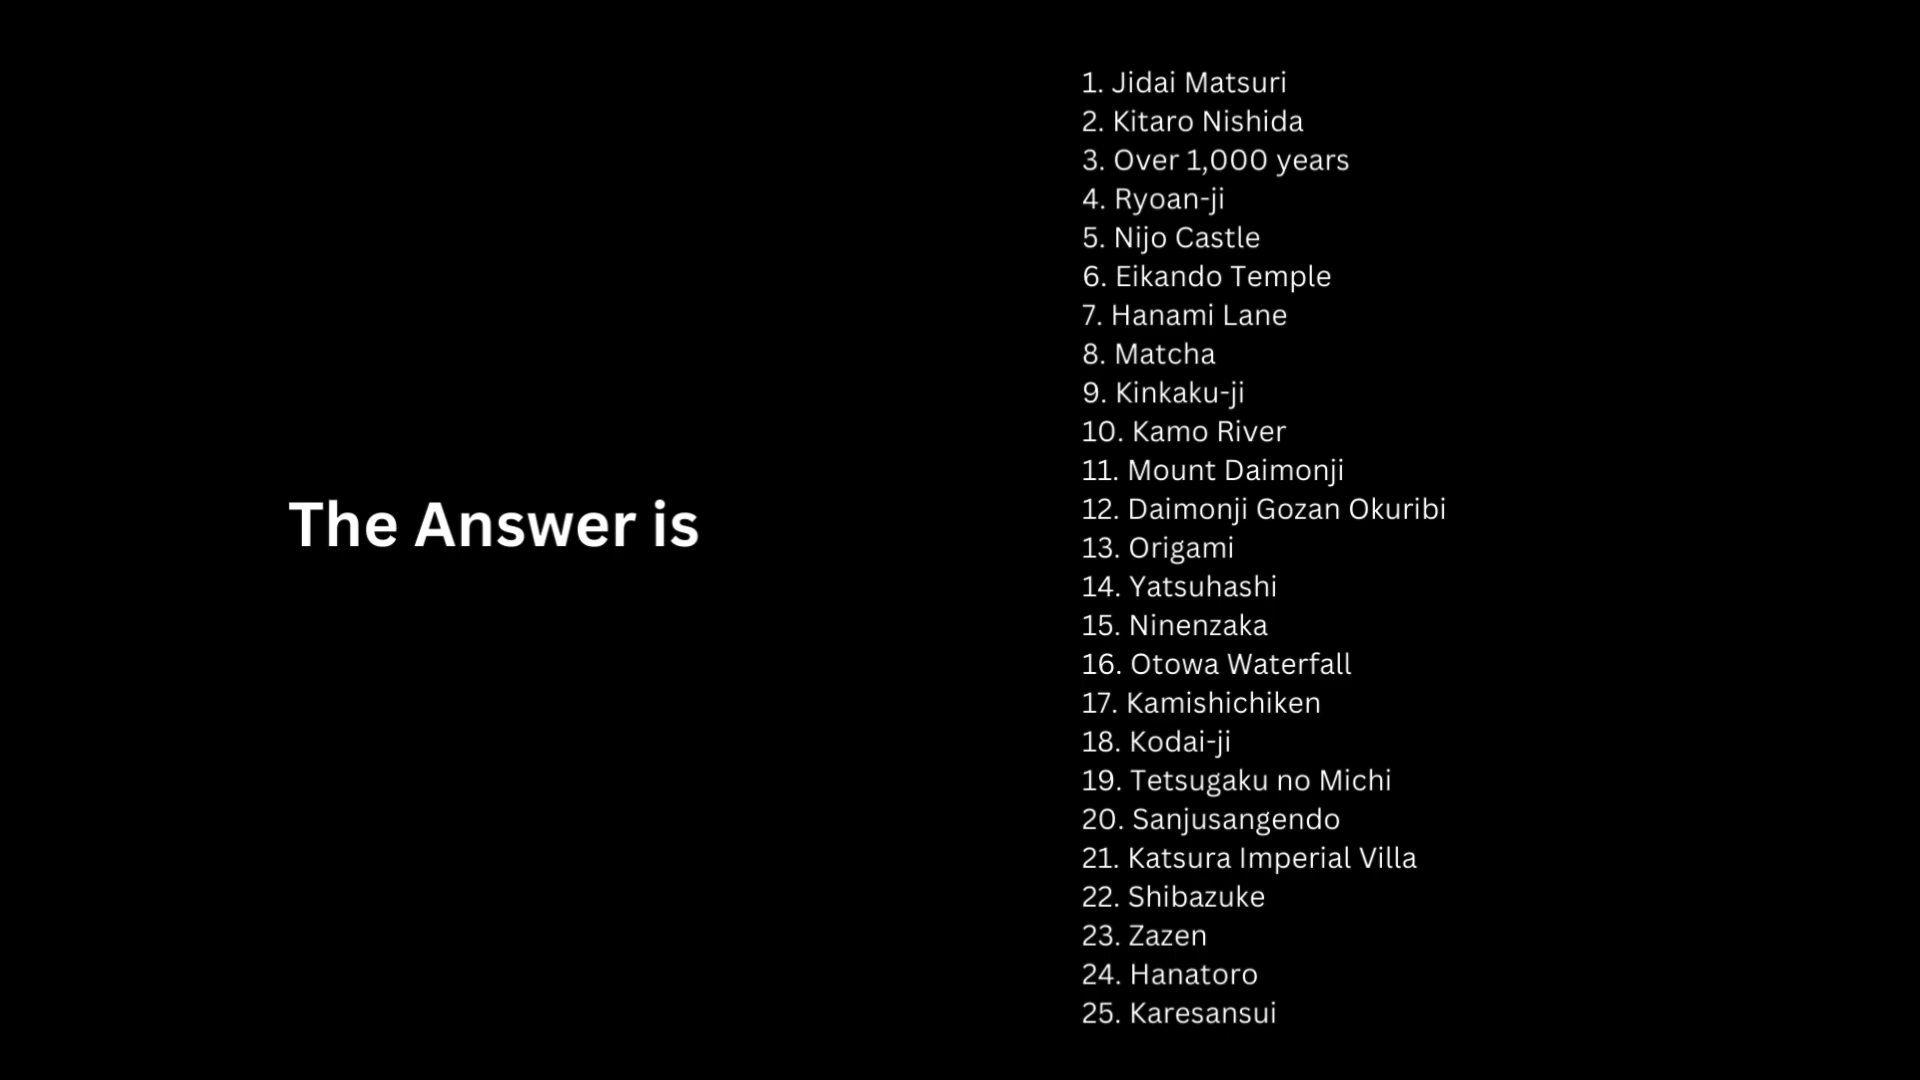 The Answer is
1. Jidai Matsuri
2. Kitaro Nishida
3. Over 1,000 years
4. Ryoan-ji
5. Nijo Castle
6. Eikando Temple
7. Hanami Lane
8. Matcha
9. Kinkaku-ji
10. Kamo River
11. Mount Daimonji
12. Daimonji Gozan Okuribi
13. Origami
14. Yatsuhashi
15. Ninenzaka
16. Otowa Waterfall
17. Kamishichiken
18. Kodai-ji
19. Tetsugaku no Michi
20. Sanjusangendo
21. Katsura Imperial Villa
22. Shibazuke
23. Zazen
24. Hanatoro
25. Karesansui